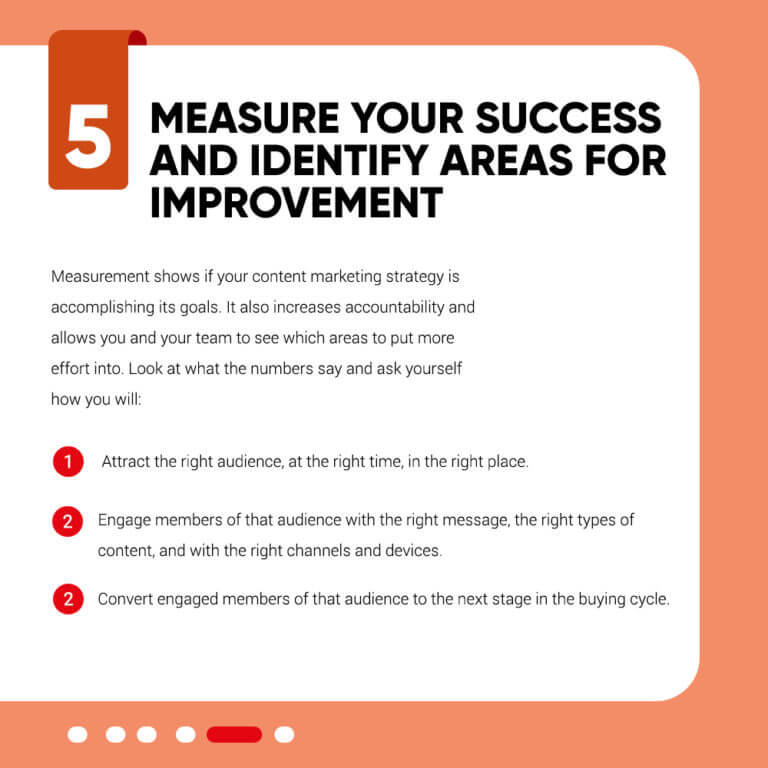 5
MEASURE YOUR SUCCESS
AND IDENTIFY AREAS FOR
IMPROVEMENT
Measurement shows if your content marketing strategy is
accomplishing its goals. It also increases accountability and
allows you and your team to see which areas to put more
effort into. Look at what the numbers say and ask yourself
how you will:
1 Attract the right audience, at the right time, in the right place.
2 Engage members of that audience with the right message, the right types of
content, and with the right channels and devices.
2 Convert engaged members of that audience to the next stage in the buying cycle.